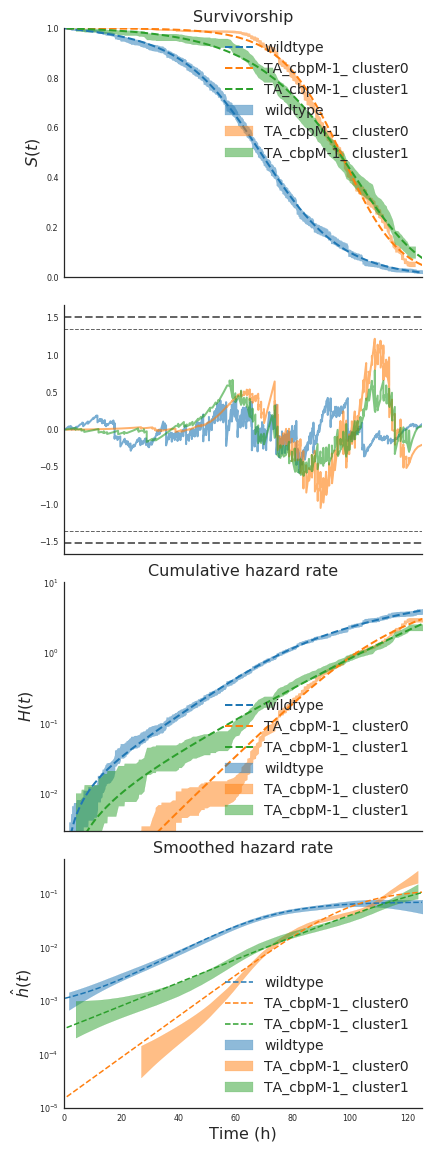 Survivorship
1.0
0.8
0.6
0.4
0.2
0.0
S(t)
wildtype
TA_cbpM-1_ cluster0
TA_cbpM-1_ cluster1
wildtype
TA_cbpM-1_ cluster0
TA_cbpM-1_ cluster1
1.5
1.0
0.5
0.0
−0.5
−1.0
−1.5
Cumulative hazard rate
10¹
10⁰
10⁻¹
10⁻²
H(t)
wildtype
TA_cbpM-1_ cluster0
TA_cbpM-1_ cluster1
wildtype
TA_cbpM-1_ cluster0
TA_cbpM-1_ cluster1
Smoothed hazard rate
10⁻¹
10⁻²
10⁻³
10⁻⁴
10⁻⁵
ĥ(t)
wildtype
TA_cbpM-1_ cluster0
TA_cbpM-1_ cluster1
wildtype
TA_cbpM-1_ cluster0
TA_cbpM-1_ cluster1
0 20 40 60 80 100 120
Time (h)